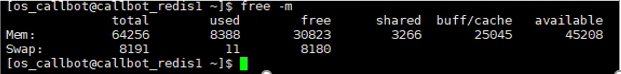 [os_callbot@callbot_redis1 ~]$ free -m
total used free shared buff/cache available
Mem: 64256 8388 30823 3266 25045 45208
Swap: 8191 11 8180
[os_callbot@callbot_redis1 ~]$